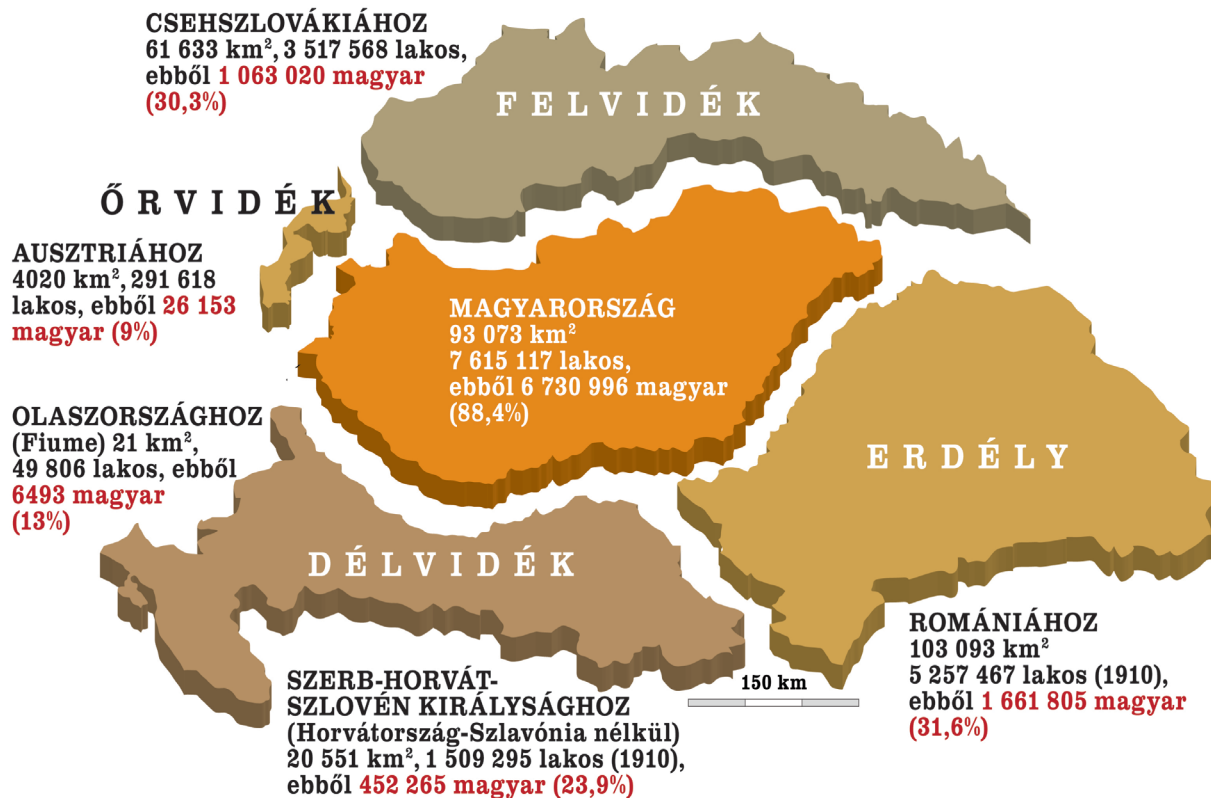 CSEHSZLOVÁKIÁHOZ
61 633 km², 3 517 568 lakos,
ebből 1 063 020 magyar
(30,3%)
FELVIDÉK
ŐRVIDÉK
AUSZTRIÁHOZ
4020 km², 291 618
lakos, ebből 26 153
magyar (9%)
MAGYARORSZÁG
93 073 km²
7 615 117 lakos,
ebből 6 730 996 magyar
(88,4%)
OLASZORSZÁGHOZ
(Fiume) 21 km²,
49 806 lakos, ebből
6493 magyar
(13%)
ERDÉLY
DÉLVIDÉK
ROMÁNIÁHOZ
103 093 km²
5 257 467 lakos (1910),
ebből 1 661 805 magyar
(31,6%)
150 km
SZERB-HORVÁT-
SZLOVÉN KIRÁLYSÁGHOZ
(Horvátország-Szlavónia nélkül)
20 551 km², 1 509 295 lakos (1910),
ebből 452 265 magyar (23,9%)